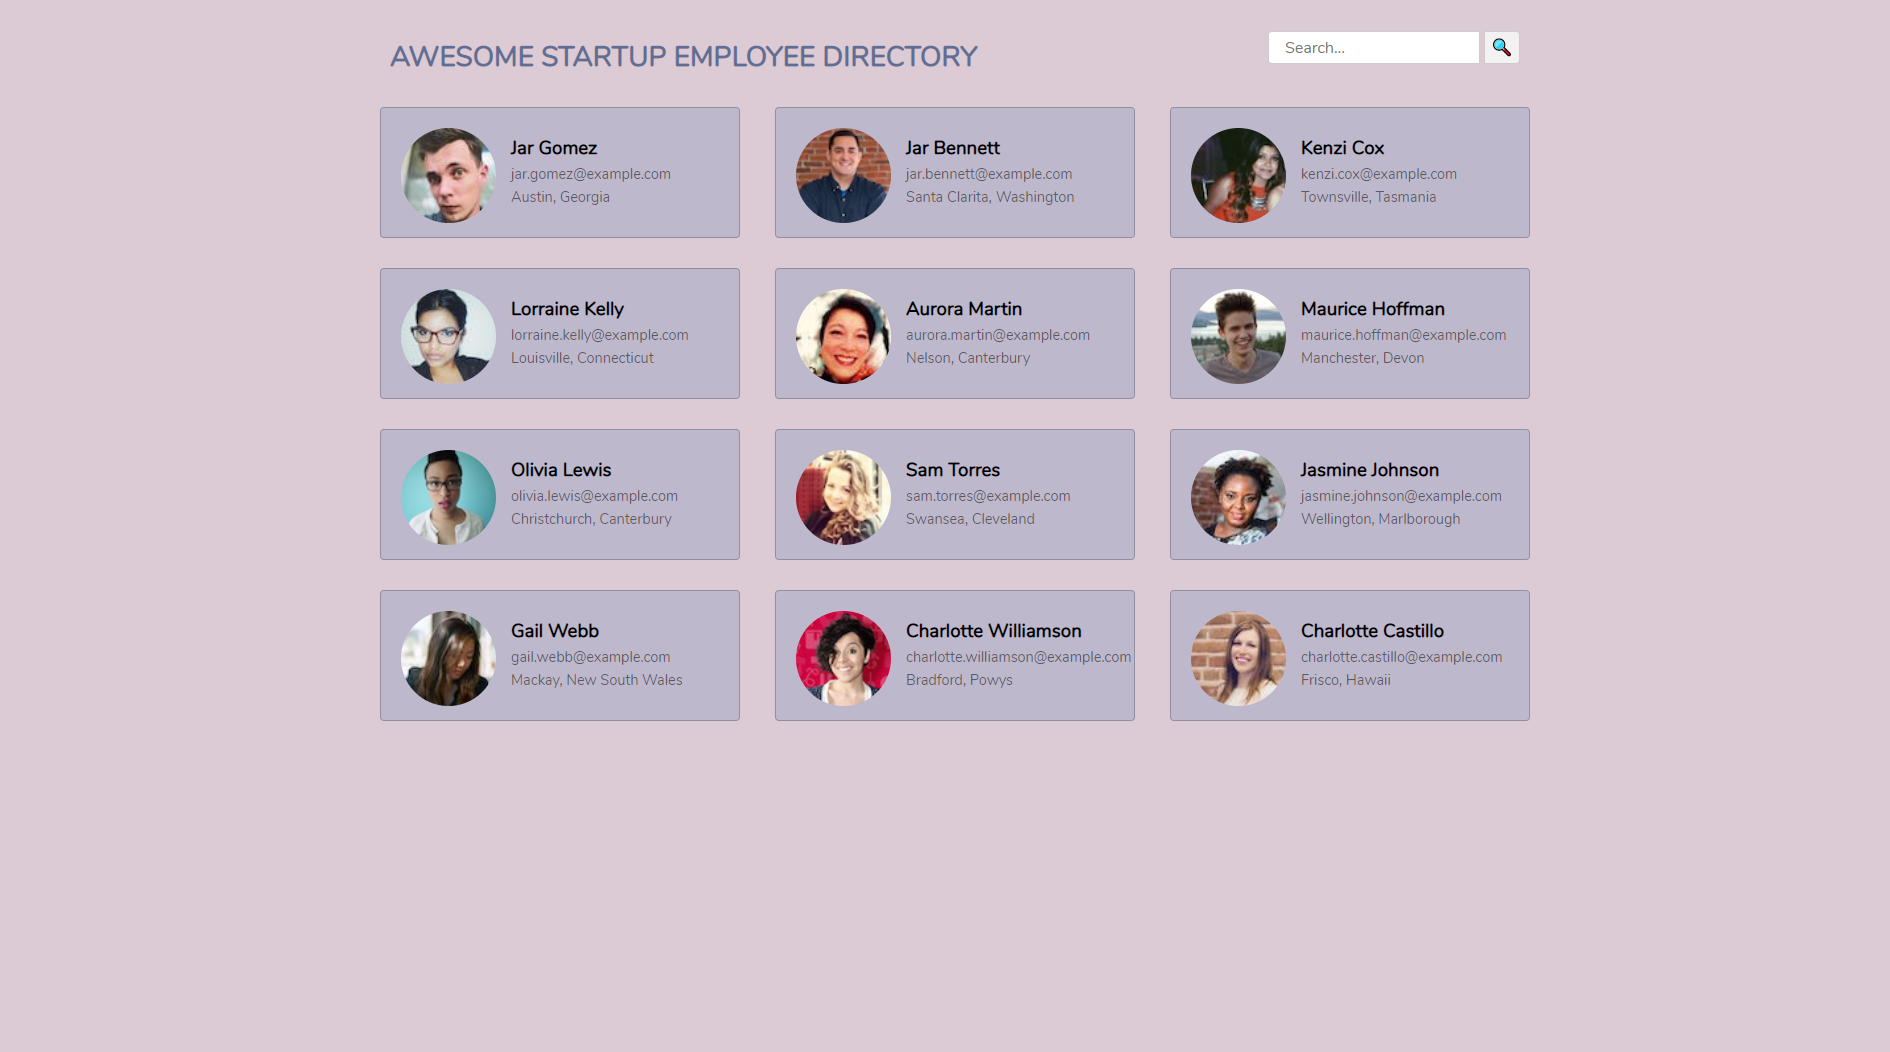 AWESOME STARTUP EMPLOYEE DIRECTORY
Search...
Jar Gomez
jar.gomez@example.com
Austin, Georgia
Jar Bennett
jar.bennett@example.com
Santa Clarita, Washington
Kenzi Cox
kenzi.cox@example.com
Townsville, Tasmania
Lorraine Kelly
lorraine.kelly@example.com
Louisville, Connecticut
Aurora Martin
aurora.martin@example.com
Nelson, Canterbury
Maurice Hoffman
maurice.hoffman@example.com
Manchester, Devon
Olivia Lewis
olivia.lewis@example.com
Christchurch, Canterbury
Sam Torres
sam.torres@example.com
Swansea, Cleveland
Jasmine Johnson
jasmine.johnson@example.com
Wellington, Marlborough
Gail Webb
gail.webb@example.com
Mackay, New South Wales
Charlotte Williamson
charlotte.williamson@example.com
Bradford, Powys
Charlotte Castillo
charlotte.castillo@example.com
Frisco, Hawaii